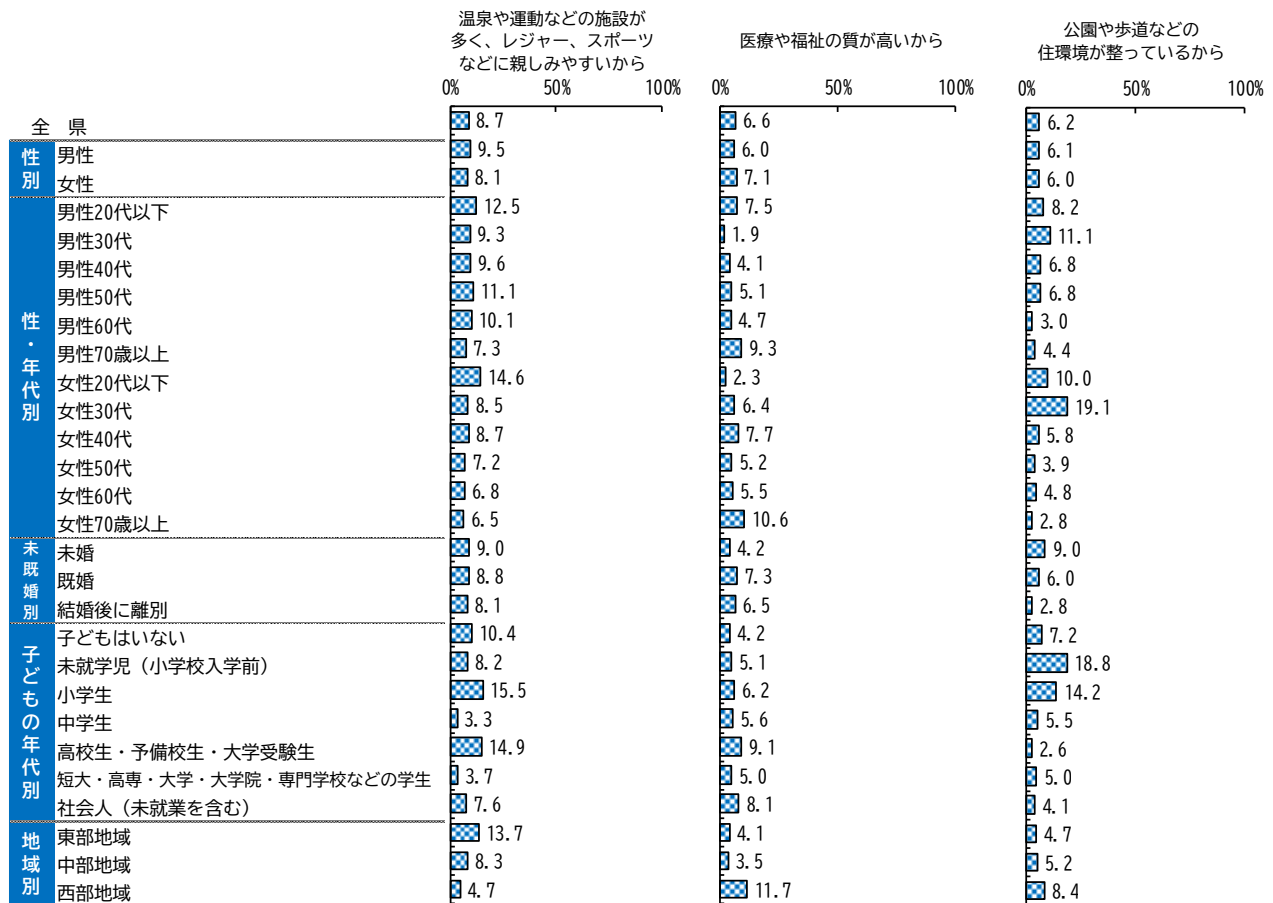 温泉や運動などの施設が
多く、レジャー、スポーツ
などに親しみやすいから
医療や福祉の質が高いから
公園や歩道などの
住環境が整っているから
0% 50% 100% 0% 50% 100% 0% 50% 100%
全 県 8.7 6.6 6.2
性別
男性 9.5 6.0 6.1
女性 8.1 7.1 6.0
性・年代別
男性20代以下 12.5 7.5 8.2
男性30代 9.3 1.9 11.1
男性40代 9.6 4.1 6.8
男性50代 11.1 5.1 6.8
男性60代 10.1 4.7 3.0
男性70歳以上 7.3 9.3 4.4
女性20代以下 14.6 2.3 10.0
女性30代 8.5 6.4 19.1
女性40代 8.7 7.7 5.8
女性50代 7.2 5.2 3.9
女性60代 6.8 5.5 4.8
女性70歳以上 6.5 10.6 2.8
未既婚別
未婚 9.0 4.2 9.0
既婚 8.8 7.3 6.0
結婚後に離別 8.1 6.5 2.8
子どもの年代別
子どもはいない 10.4 4.2 7.2
未就学児（小学校入学前） 8.2 5.1 18.8
小学生 15.5 6.2 14.2
中学生 3.3 5.6 5.5
高校生・予備校生・大学受験生 14.9 9.1 2.6
短大・高専・大学・大学院・専門学校などの学生 3.7 5.0 5.0
社会人（未就業を含む） 7.6 8.1 4.1
地域別
東部地域 13.7 4.1 4.7
中部地域 8.3 3.5 5.2
西部地域 4.7 11.7 8.4